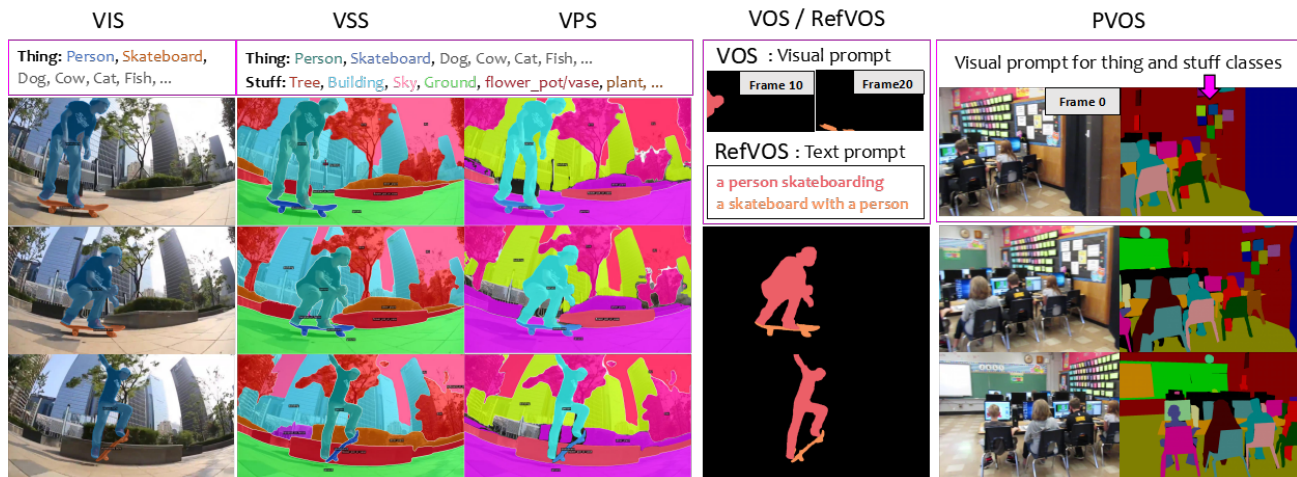 VIS
VSS
VPS
VOS / RefVOS
PVOS
Thing: Person, Skateboard,
Dog, Cow, Cat, Fish, ...
Thing: Person, Skateboard, Dog, Cow, Cat, Fish, ...
Stuff: Tree, Building, Sky, Ground, flower_pot/vase, plant, ...
VOS : Visual prompt
Frame 10
Frame20
RefVOS : Text prompt
a person skateboarding
a skateboard with a person
Visual prompt for thing and stuff classes
Frame 0